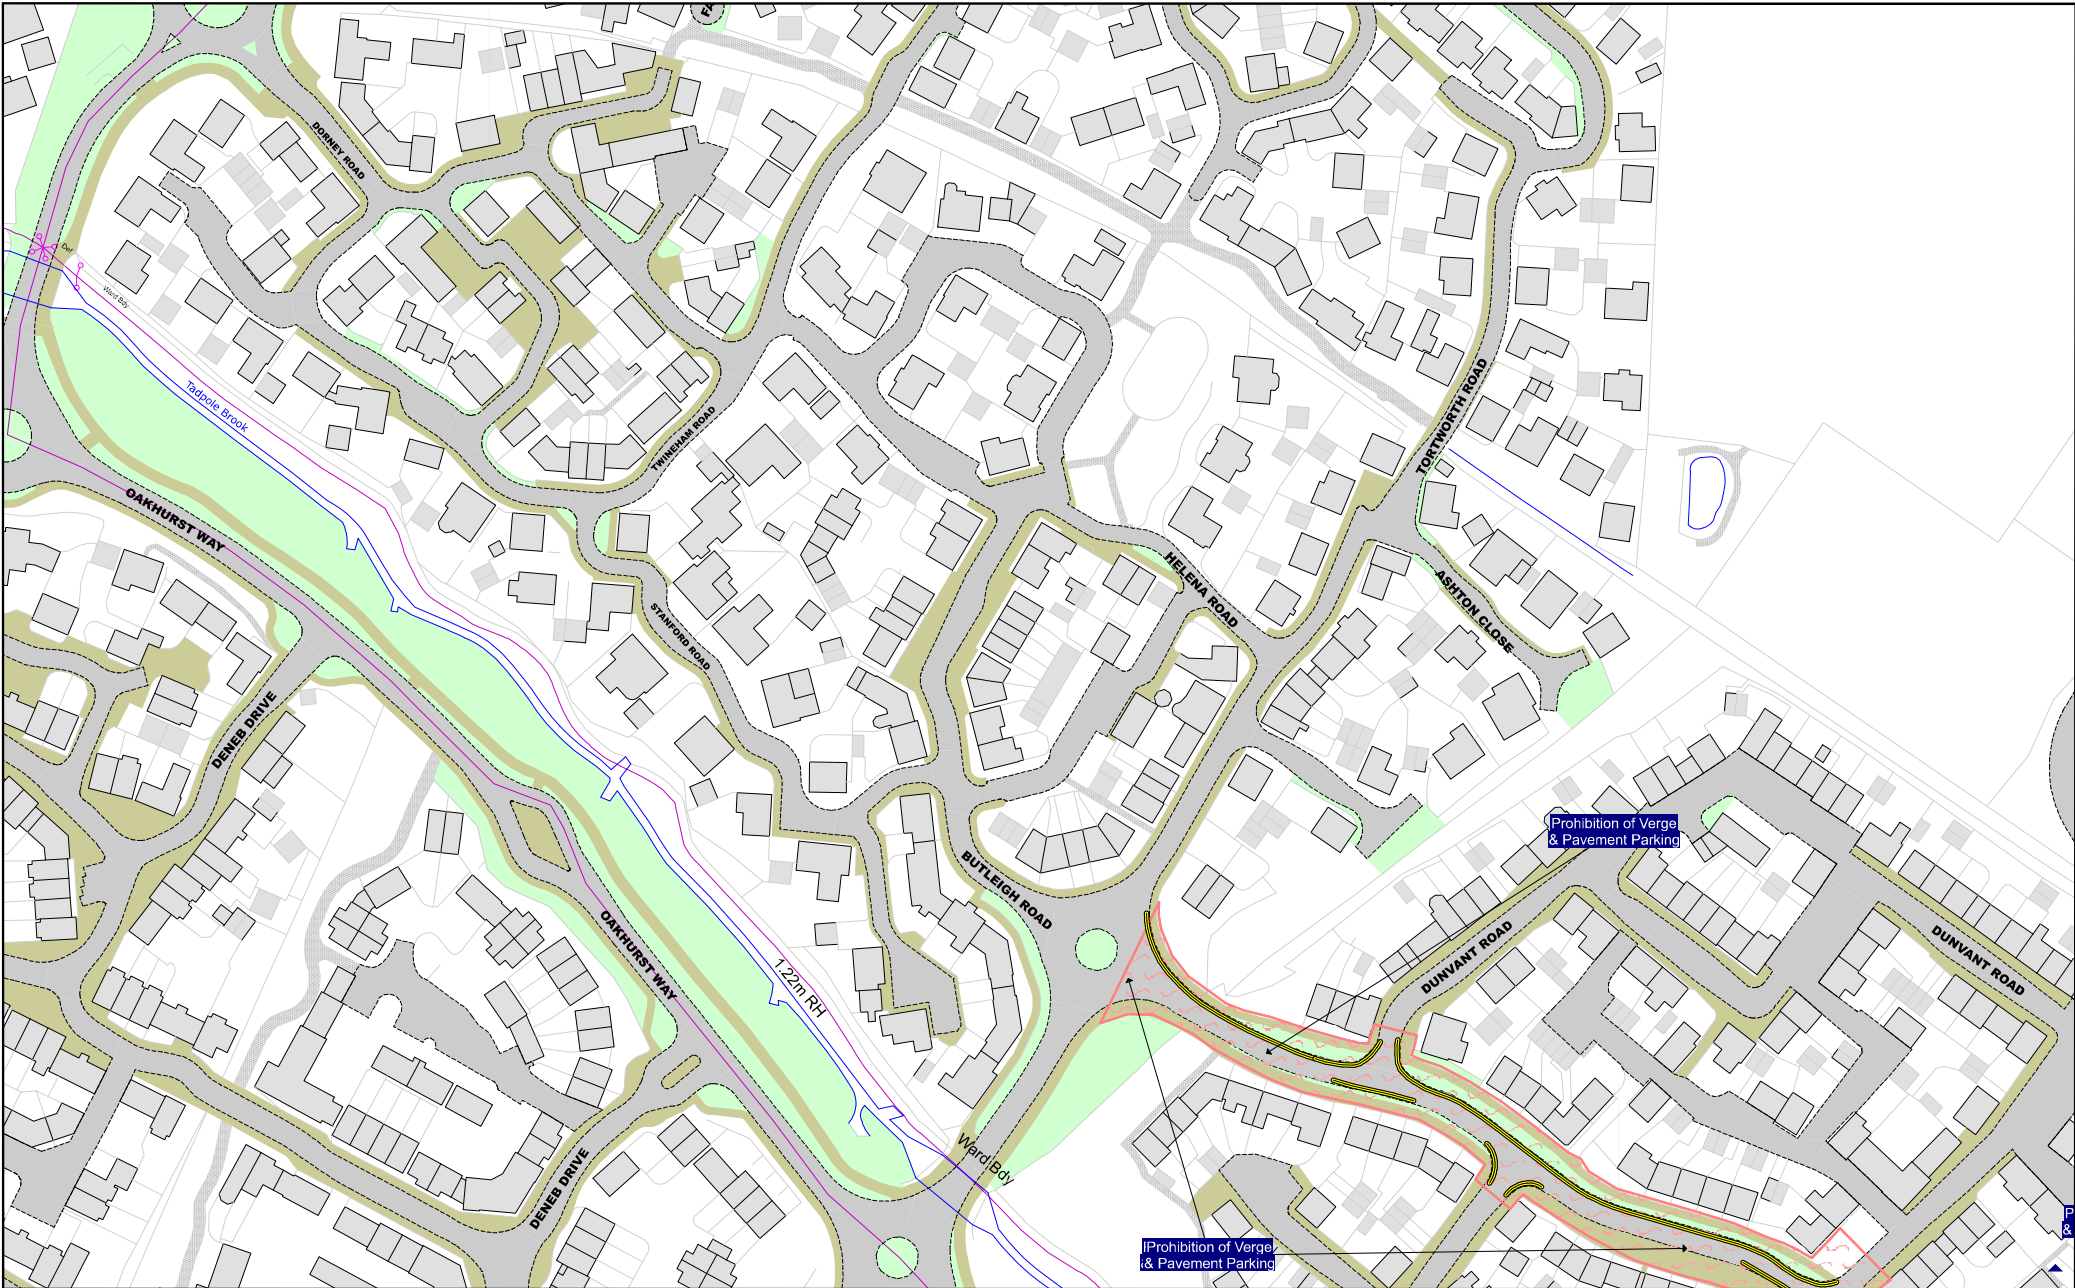 FA
DORNEY ROAD
Def
Ward Bdy
Tadpole Brook
TWINEHAM ROAD
TORTWORTH ROAD
OAKHURST WAY
HELENA ROAD
ASHTON CLOSE
STANFORD ROAD
DENEB DRIVE
Prohibition of Verge
& Pavement Parking
BUTLEIGH ROAD
OAKHURST WAY
DUNVANT ROAD
DUNVANT ROAD
1.22m RH
Ward Bdy
DENEB DRIVE
Prohibition of Verge
& Pavement Parking
P
&